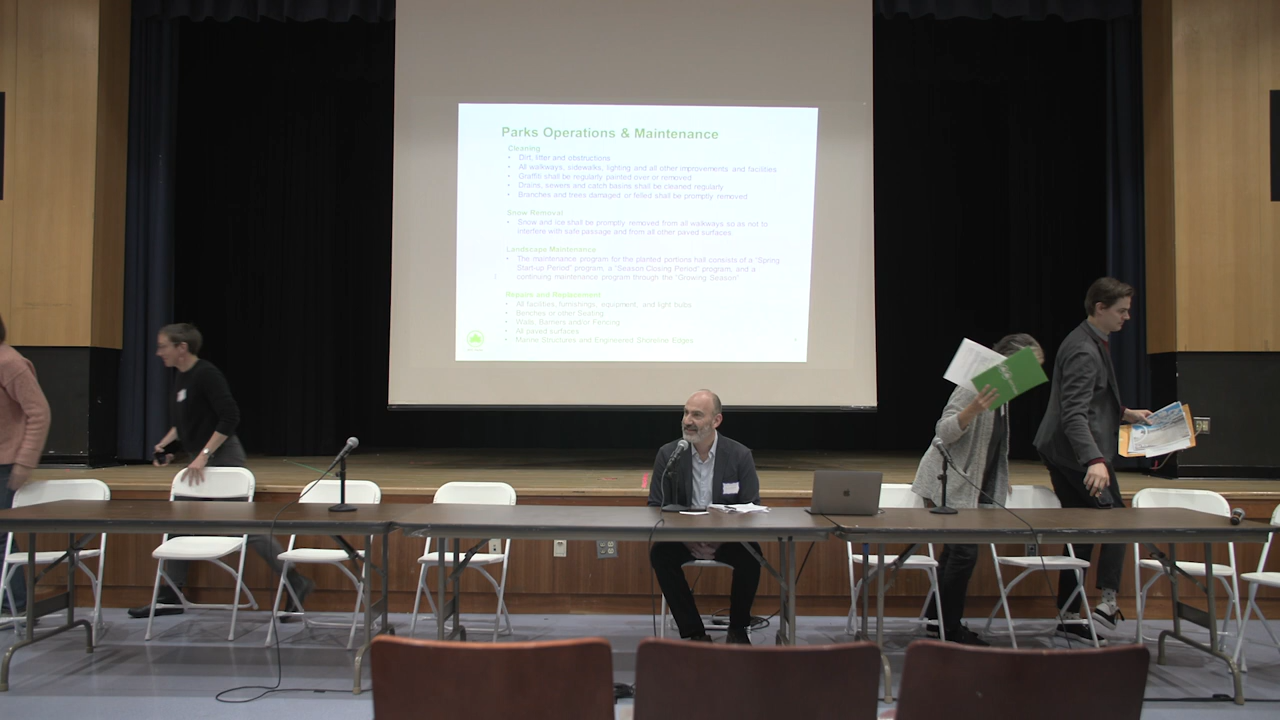 Parks Operations & Maintenance
Cleaning
• Dirt, litter and obstructions
• All walkways, sidewalks, lighting and all other improvements and facilities
• Graffiti shall be regularly painted over or removed
• Drains, sewers and catch basins shall be cleaned regularly
• Branches and trees damaged or felled shall be promptly removed
Snow Removal
• Snow and ice shall be promptly removed from all walkways so as not to
interfere with safe passage and from all other paved surfaces
Landscape Maintenance
• The maintenance program for the planted portions hall consists of a "Spring
Start-up Period" program, a "Season Closing Period" program, and a
continuing maintenance program through the "Growing Season"
Repairs and Replacement
• All facilities, furnishings, equipment, and light bulbs
• Benches or other Seating
• Walls, Barriers and/or Fencing
• All paved surfaces
• Marine Structures and Engineered Shoreline Edges